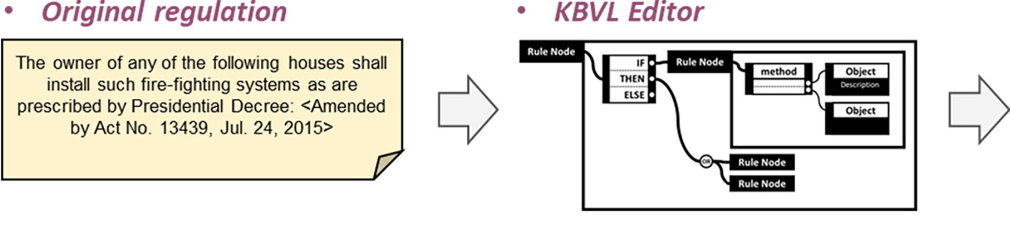 • Original regulation
The owner of any of the following houses shall
install such fire-fighting systems as are
prescribed by Presidential Decree: <Amended
by Act No. 13439, Jul. 24, 2015>
• KBVL Editor
Rule Node
IF
THEN
ELSE
Rule Node
method
Object
Description
Object
OR
Rule Node
Rule Node